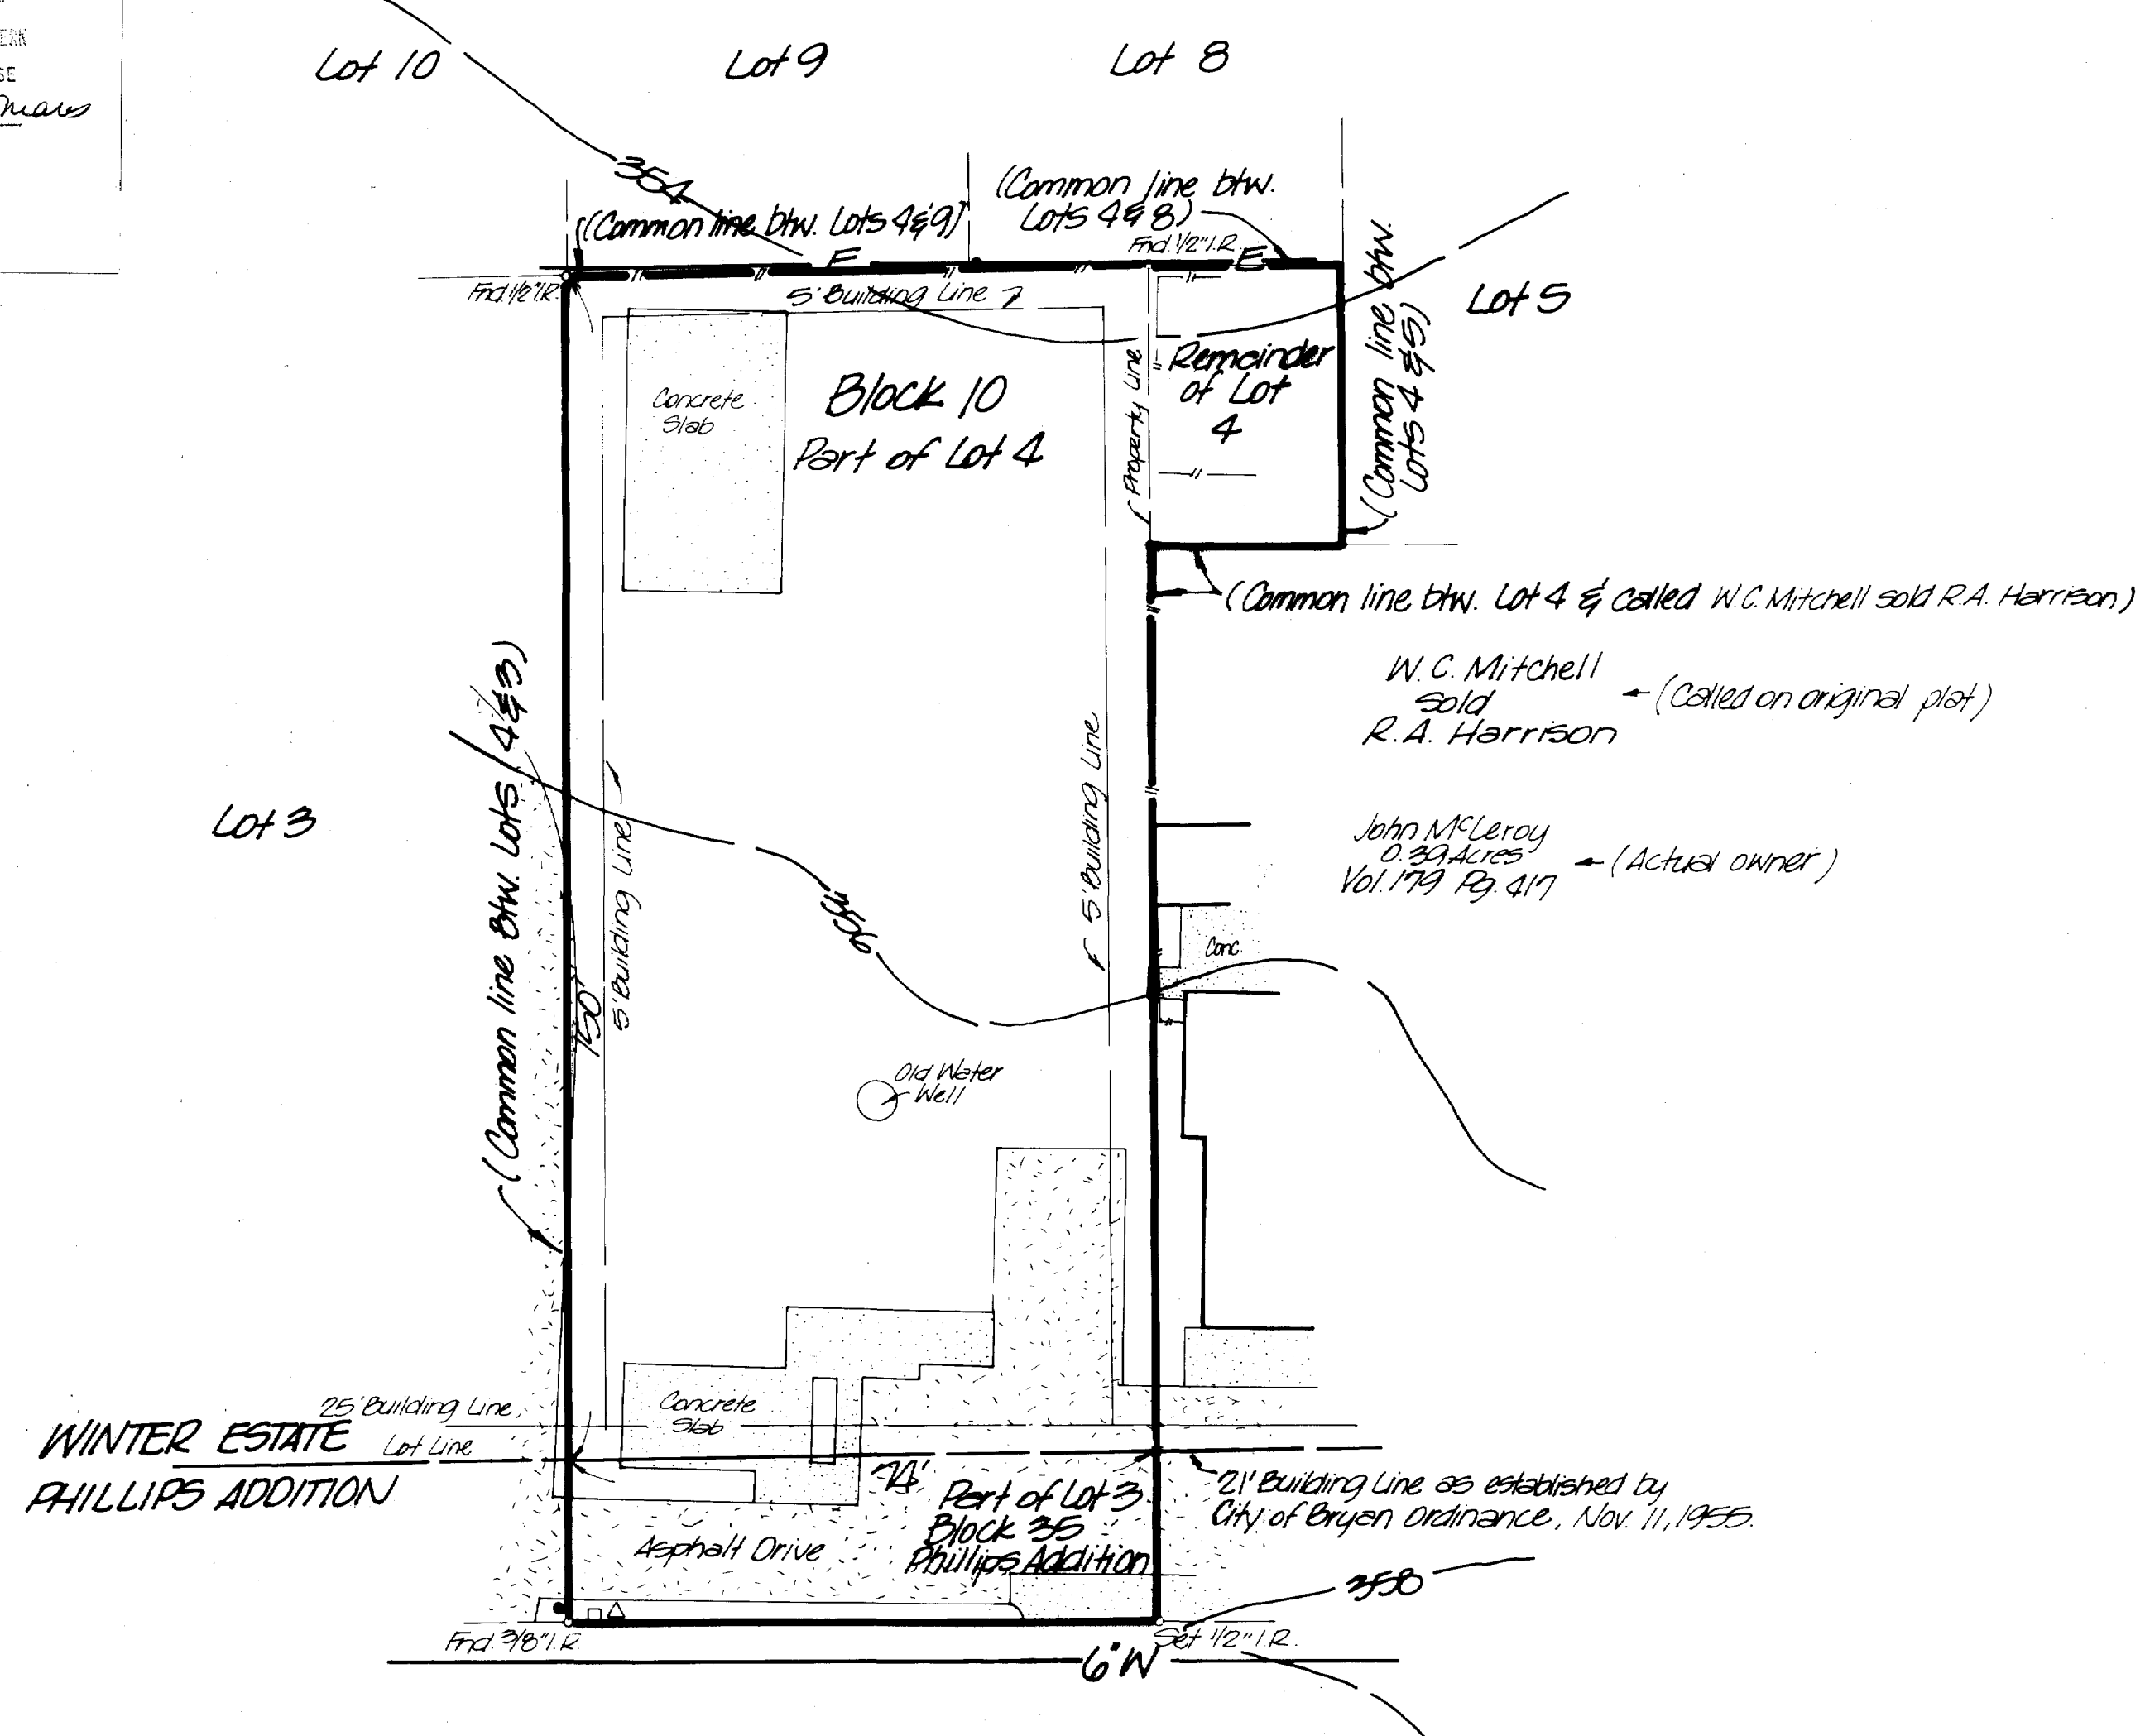 SE
Lot 10
Lot 9
Lot 8
354
(Common line btw. Lots 4&9)
(Common line btw.
Lots 4&8)
Fnd. 1/2" I.R.
Fnd. 1/2" I.R.
E
E
5' Building Line
(Common line btw.
Lots 4 & 5)
Lot 5
Concrete
Slab
Block 10
Part of Lot 4
Property Line
Remainder
of Lot
4
(Common line btw. Lot 4 & called W.C. Mitchell sold R.A. Harrison)
W.C. Mitchell
sold
R.A. Harrison
(Called on original plat)
John McLeroy
0.39 Acres
Vol. 179 Pg. 417
(Actual owner)
Lot 3
(Common line Btw. Lots 4&3)
150'
5' Building Line
5' Building Line
356
Conc.
Old Water
Well
25' Building Line
WINTER ESTATE
Lot Line
PHILLIPS ADDITION
Concrete
Slab
74'
Part of Lot 3
Block 35
Phillips Addition
21' Building Line as established by
City of Bryan Ordinance, Nov. 11, 1955.
Asphalt Drive
358
Fnd. 3/8" I.R.
Set 1/2" I.R.
6" W